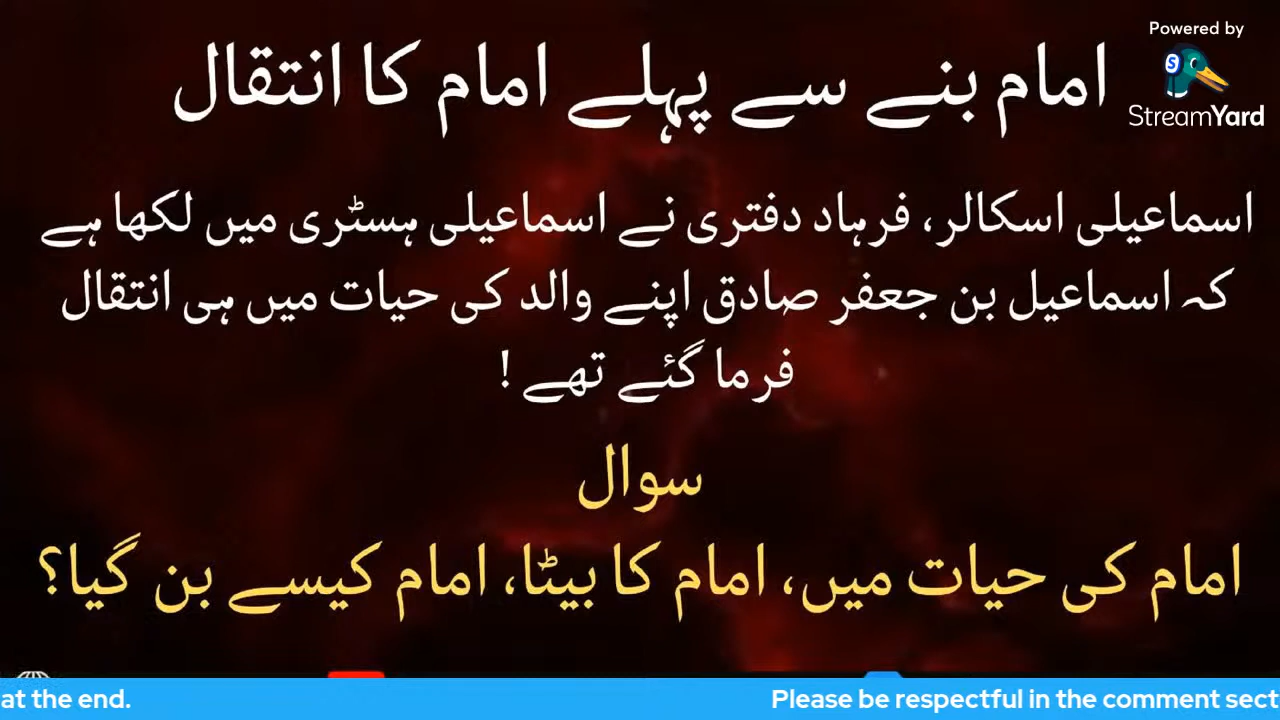 Powered by
StreamYard
امام بنے سے پہلے امام کا انتقال
اسماعیلی اسکالر، فرہاد دفتری نے اسماعیلی ہسٹری میں لکھا ہے
کہ اسماعیل بن جعفر صادق اپنے والد کی حیات میں ہی انتقال
فرما گئے تھے !
سوال
امام کی حیات میں، امام کا بیٹا، امام کیسے بن گیا؟
at the end. Please be respectful in the comment sect